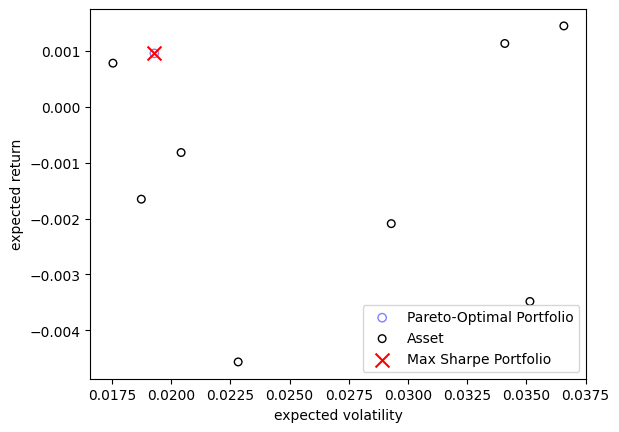 expected return
0.001
0.000
−0.001
−0.002
−0.003
−0.004
Pareto-Optimal Portfolio
Asset
Max Sharpe Portfolio
0.0175 0.0200 0.0225 0.0250 0.0275 0.0300 0.0325 0.0350 0.0375
expected volatility